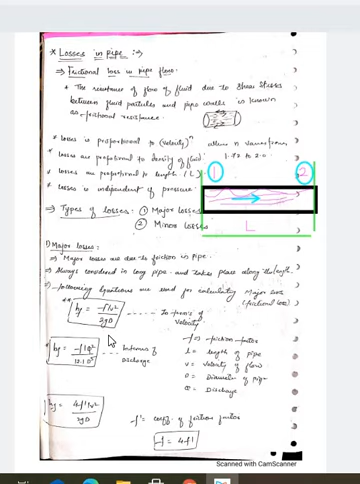 * Losses in pipe :→
⇒ Frictional loss in pipe flow.
* The resistance of flow of fluid due to shear stresses
between fluid particles and pipe walls is known
as frictional resistance.
* losses is proportional to (velocity)ⁿ where n varies from
1.72 to 2.0
* losses are proportional to density of fluid.
* losses are proportional to length (L)
* losses is independent of pressure.
1 2
L
⇒ Types of losses: ① Major losses
② Minor losses
1) Major losses:
⇒ Major losses are due to friction in pipe.
⇒ Always considered in long pipe and takes place along the length.
⇒ following equations are used for calculating Major loss
(frictional loss)
hf = flv²/2gD ---- In terms of
velocity
hf = flQ²/12.1 D⁵ ---- In terms of
Discharge
f → friction factor
L = length of pipe
v = velocity of flow
D = Diameter of pipe
Q = Discharge
hf = 4f'lv²/2gD
f' = coeff. of friction factor
f = 4f'
Scanned with CamScanner